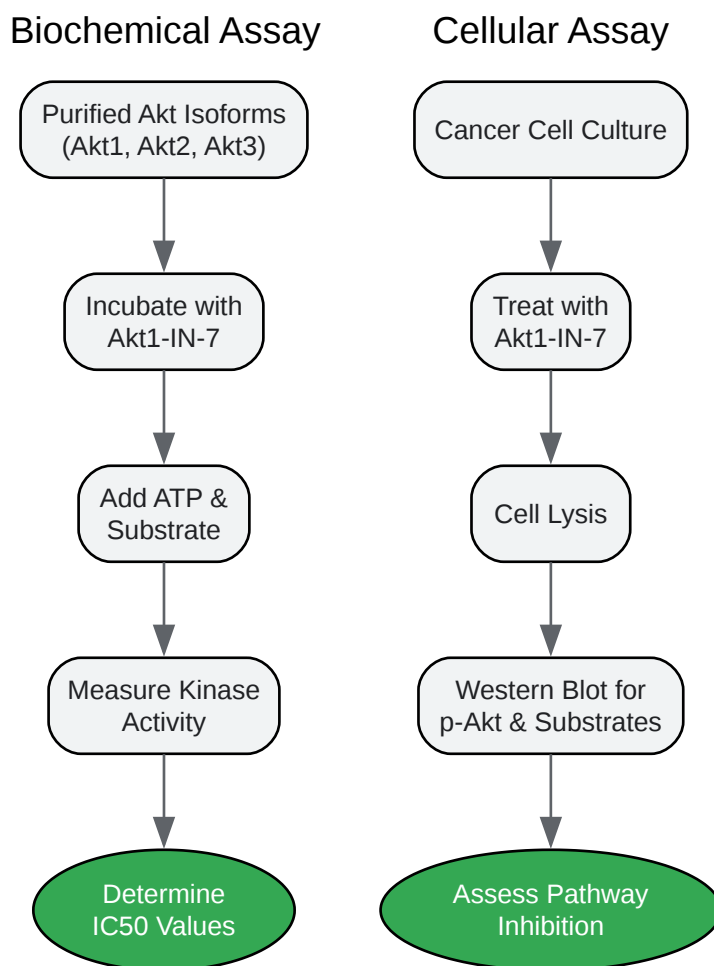 Biochemical Assay
Purified Akt Isoforms
(Akt1, Akt2, Akt3)
Incubate with
Akt1-IN-7
Add ATP &
Substrate
Measure Kinase
Activity
Determine
IC50 Values
Cellular Assay
Cancer Cell Culture
Treat with
Akt1-IN-7
Cell Lysis
Western Blot for
p-Akt & Substrates
Assess Pathway
Inhibition